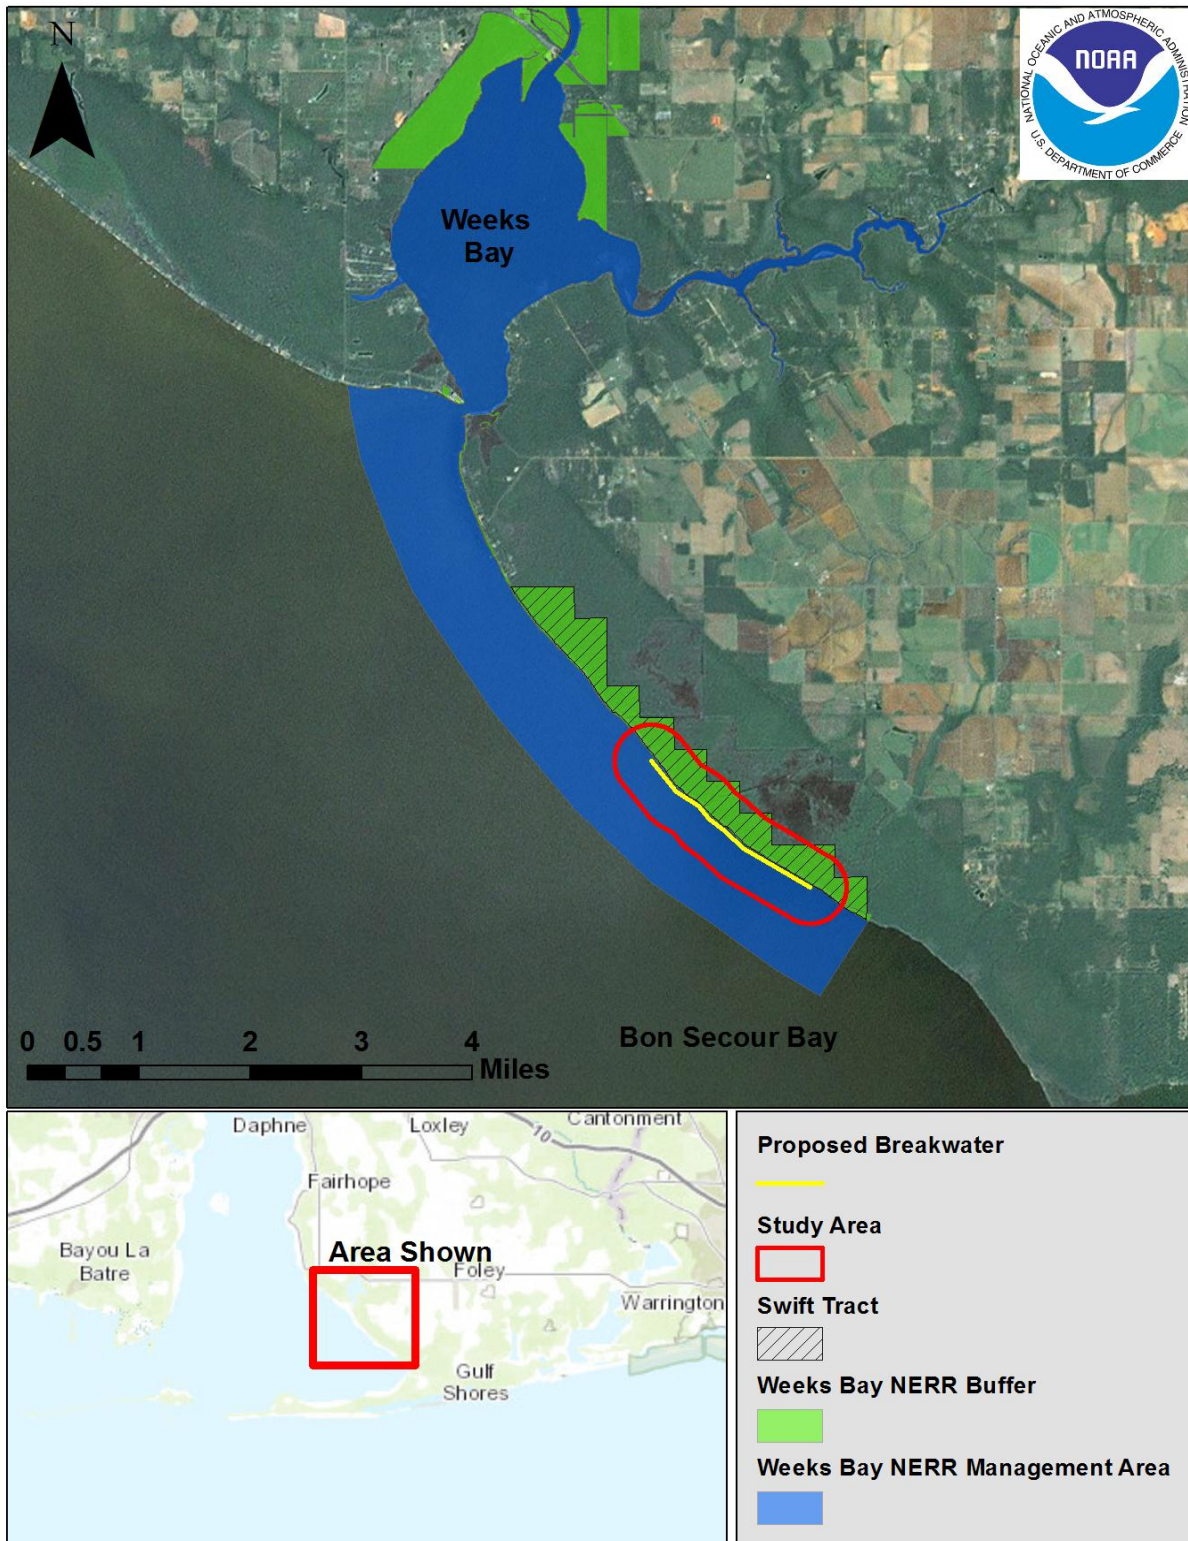 N
NATIONAL OCEANIC AND ATMOSPHERIC ADMINISTRATION
NOAA
U.S. DEPARTMENT OF COMMERCE
Weeks
Bay
Bon Secour Bay
0 0.5 1 2 3 4
Miles
Daphne
Loxley
10
Cantonment
Fairhope
Bayou La
Batre
Area Shown
Foley
Warrington
Gulf
Shores
Proposed Breakwater
Study Area
Swift Tract
Weeks Bay NERR Buffer
Weeks Bay NERR Management Area